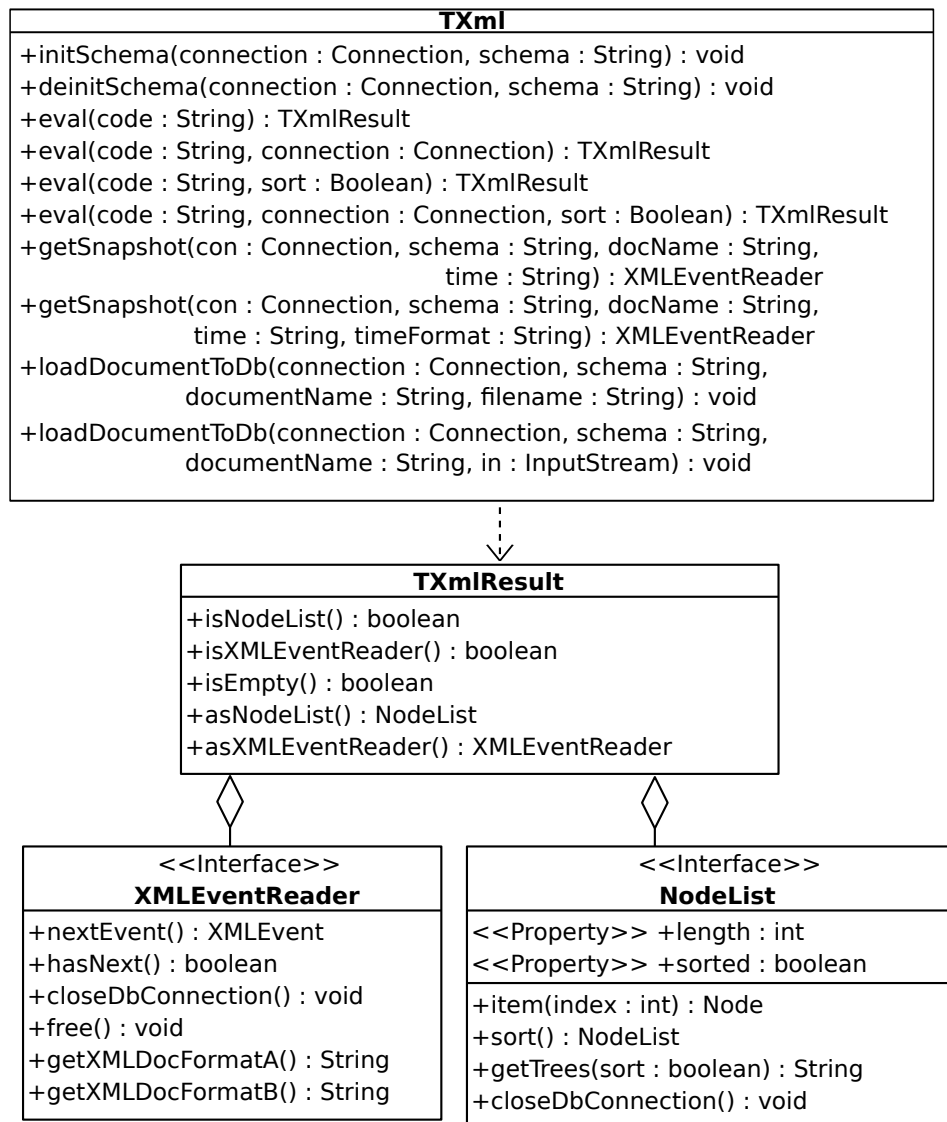 TXml
+initSchema(connection : Connection, schema : String) : void
+deinitSchema(connection : Connection, schema : String) : void
+eval(code : String) : TXmlResult
+eval(code : String, connection : Connection) : TXmlResult
+eval(code : String, sort : Boolean) : TXmlResult
+eval(code : String, connection : Connection, sort : Boolean) : TXmlResult
+getSnapshot(con : Connection, schema : String, docName : String,
time : String) : XMLEventReader
+getSnapshot(con : Connection, schema : String, docName : String,
time : String, timeFormat : String) : XMLEventReader
+loadDocumentToDb(connection : Connection, schema : String,
documentName : String, filename : String) : void
+loadDocumentToDb(connection : Connection, schema : String,
documentName : String, in : InputStream) : void
TXmlResult
+isNodeList() : boolean
+isXMLEventReader() : boolean
+isEmpty() : boolean
+asNodeList() : NodeList
+asXMLEventReader() : XMLEventReader
<<Interface>>
XMLEventReader
+nextEvent() : XMLEvent
+hasNext() : boolean
+closeDbConnection() : void
+free() : void
+getXMLDocFormatA() : String
+getXMLDocFormatB() : String
<<Interface>>
NodeList
<<Property>> +length : int
<<Property>> +sorted : boolean
+item(index : int) : Node
+sort() : NodeList
+getTrees(sort : boolean) : String
+closeDbConnection() : void